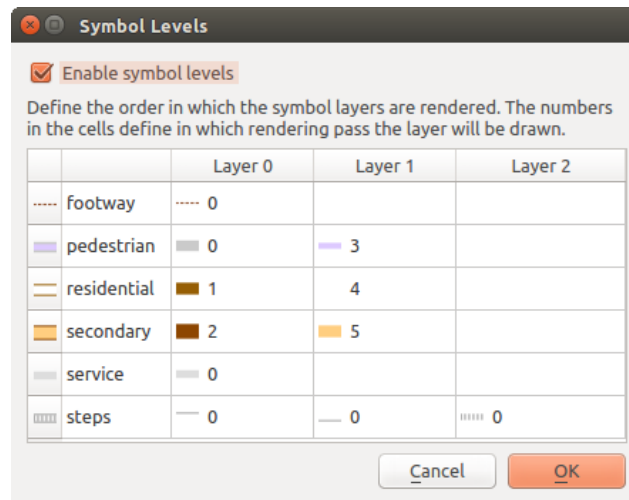 Symbol Levels
Enable symbol levels
Define the order in which the symbol layers are rendered. The numbers
in the cells define in which rendering pass the layer will be drawn.
Layer 0 Layer 1 Layer 2
footway 0
pedestrian 0 3
residential 1 4
secondary 2 5
service 0
steps 0 0 0
Cancel OK